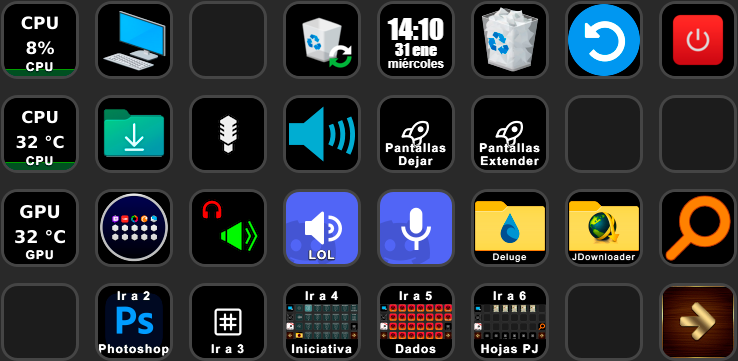 CPU
8%
CPU
14:10
31 ene
miércoles
CPU
32 °C
CPU
Pantallas
Dejar
Pantallas
Extender
GPU
32 °C
GPU
LOL
Deluge
JDownloader
Ir a 2
Ps
Photoshop
Ir a 3
Ir a 4
Iniciativa
Ir a 5
Dados
Ir a 6
Hojas PJ